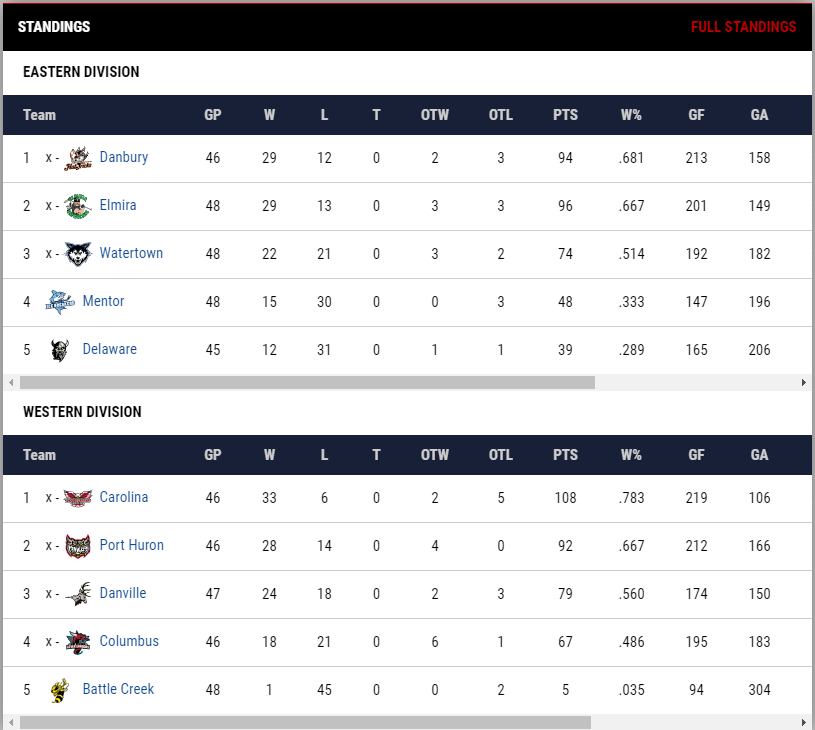 STANDINGS FULL STANDINGS
EASTERN DIVISION
Team GP W L T OTW OTL PTS W% GF GA
1 x - Danbury 46 29 12 0 2 3 94 .681 213 158
2 x - Elmira 48 29 13 0 3 3 96 .667 201 149
3 x - Watertown 48 22 21 0 3 2 74 .514 192 182
4 Mentor 48 15 30 0 0 3 48 .333 147 196
5 Delaware 45 12 31 0 1 1 39 .289 165 206
WESTERN DIVISION
Team GP W L T OTW OTL PTS W% GF GA
1 x - Carolina 46 33 6 0 2 5 108 .783 219 106
2 x - Port Huron 46 28 14 0 4 0 92 .667 212 166
3 x - Danville 47 24 18 0 2 3 79 .560 174 150
4 x - Columbus 46 18 21 0 6 1 67 .486 195 183
5 Battle Creek 48 1 45 0 0 2 5 .035 94 304